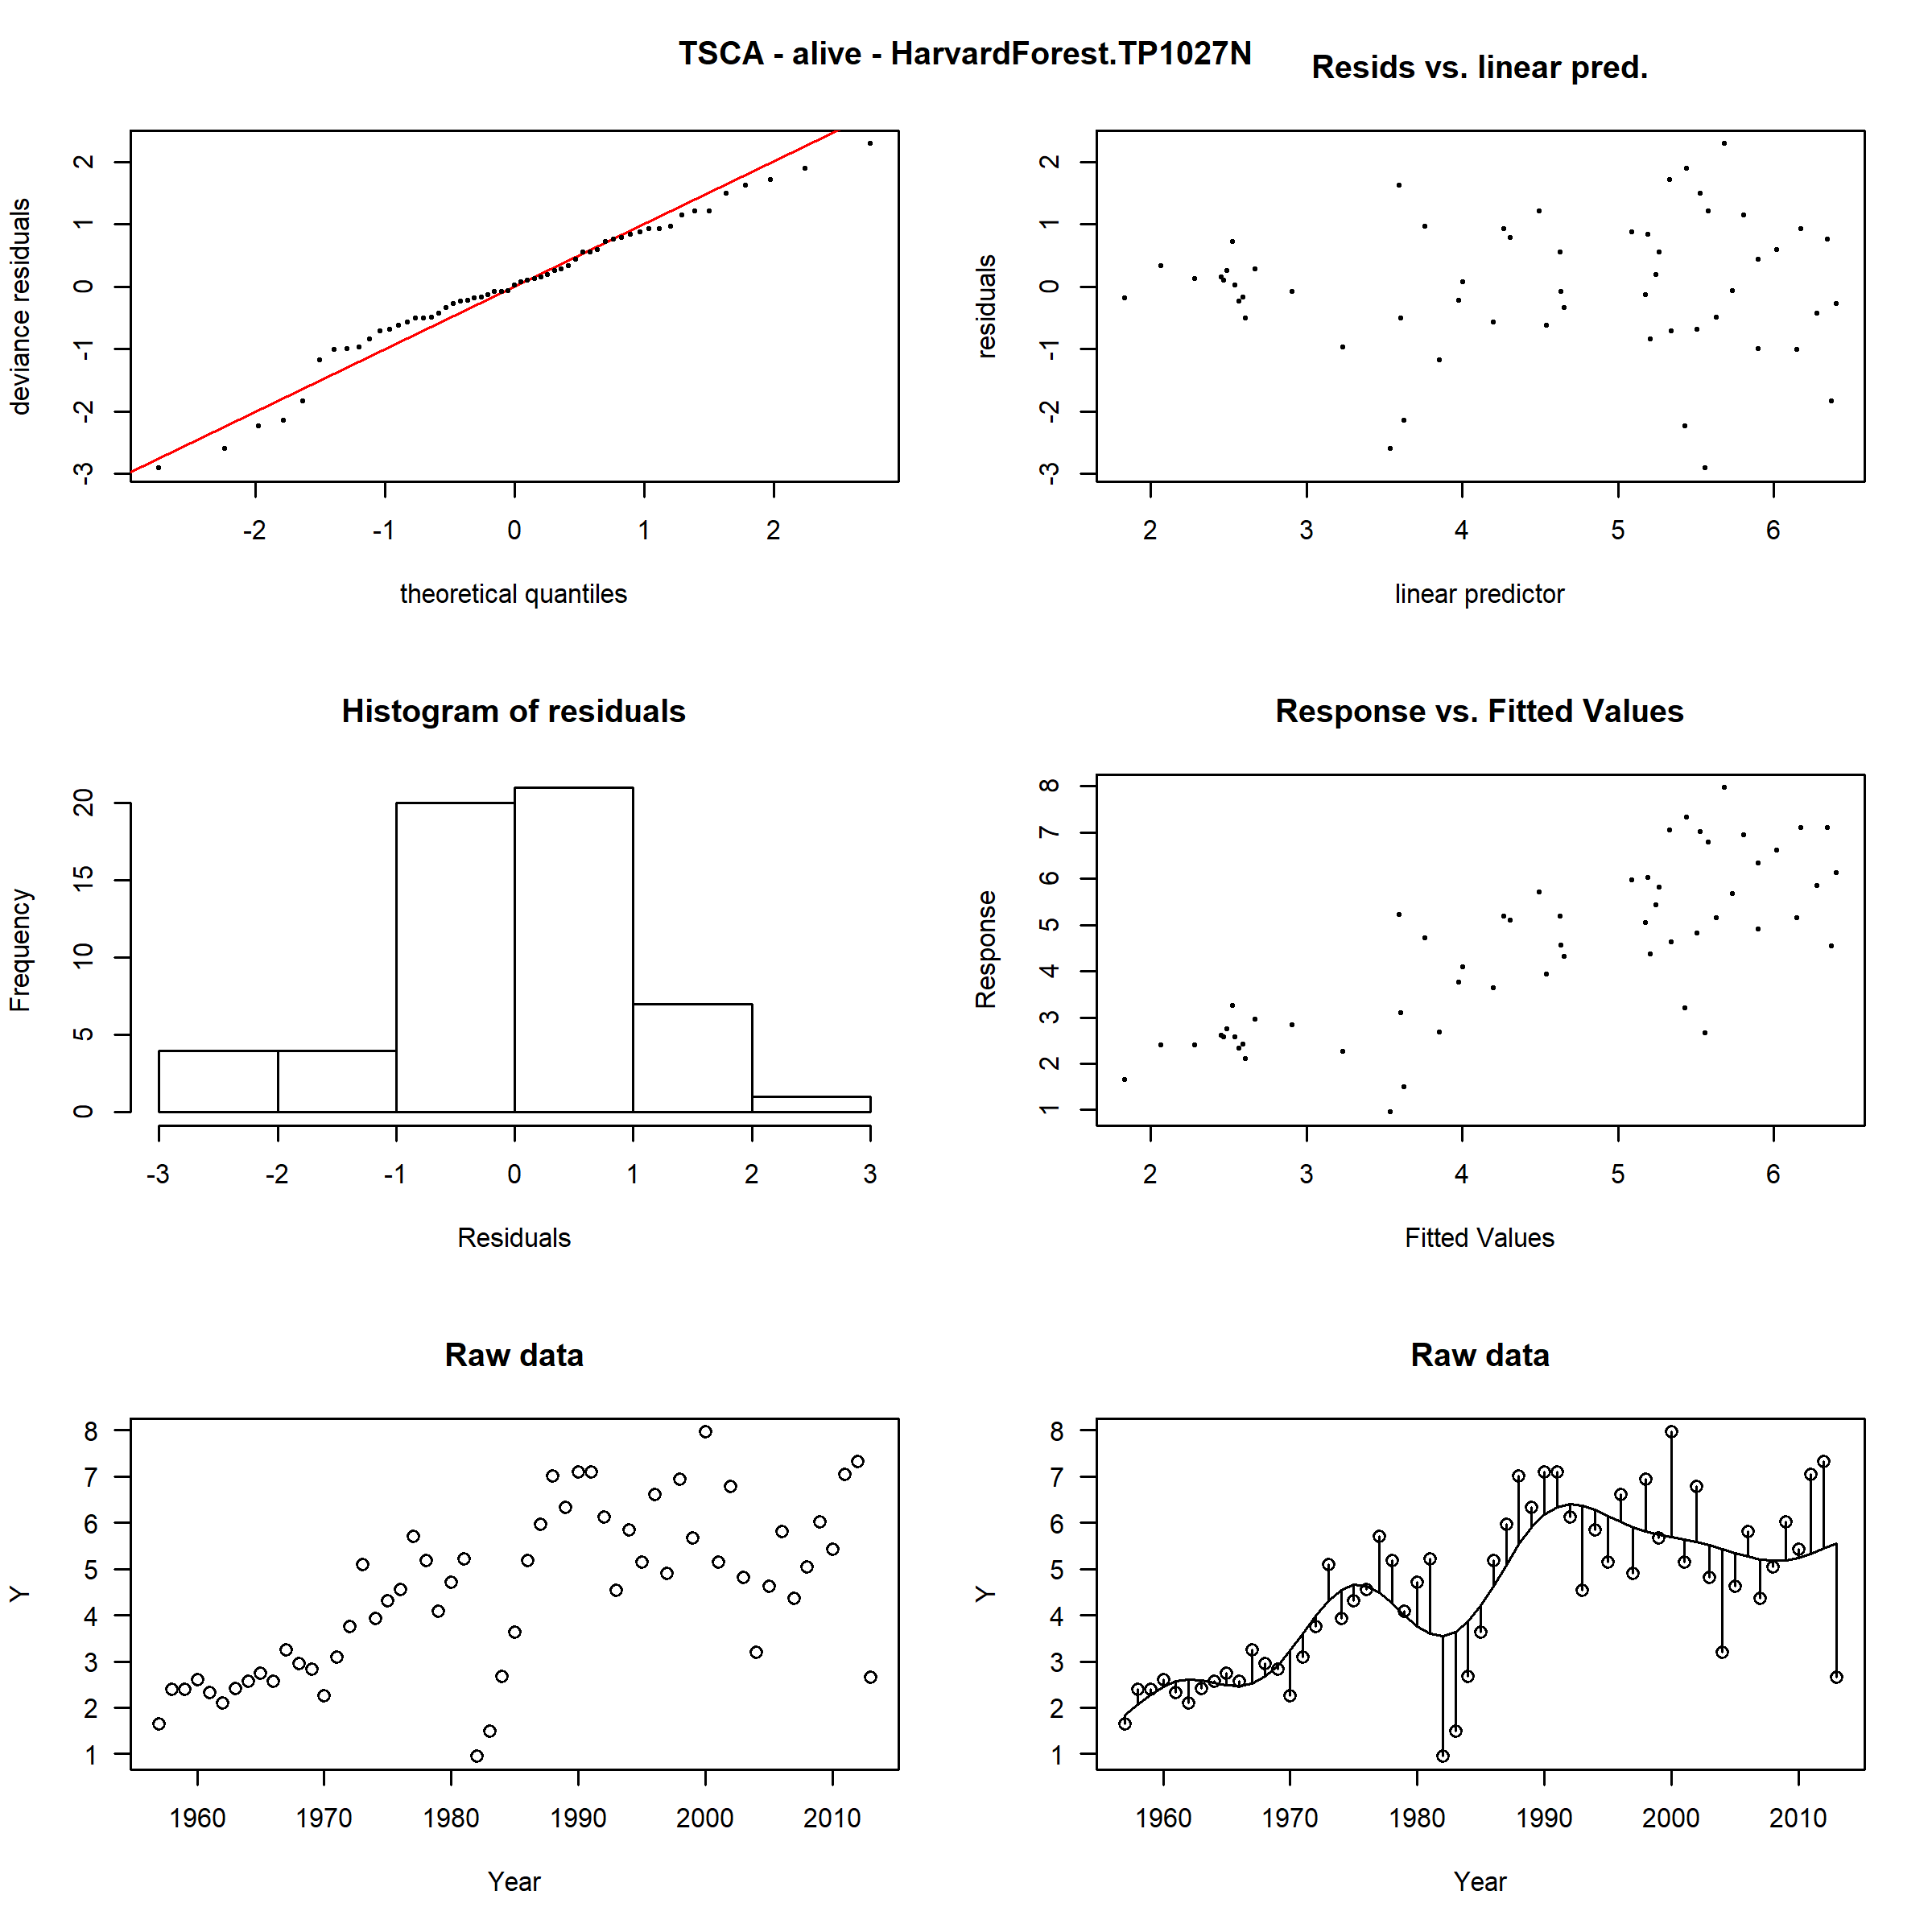 TSCA - alive - HarvardForest.TP1027N
Resids vs. linear pred.
deviance residuals
-3 -2 -1 0 1 2
-2 -1 0 1 2
theoretical quantiles
residuals
-3 -2 -1 0 1 2
2 3 4 5 6
linear predictor
Histogram of residuals
Frequency
0 5 10 15 20
-3 -2 -1 0 1 2 3
Residuals
Response vs. Fitted Values
Response
1 2 3 4 5 6 7 8
2 3 4 5 6
Fitted Values
Raw data
Y
8
7
6
5
4
3
2
1
1960 1970 1980 1990 2000 2010
Year
Raw data
Y
8
7
6
5
4
3
2
1
1960 1970 1980 1990 2000 2010
Year